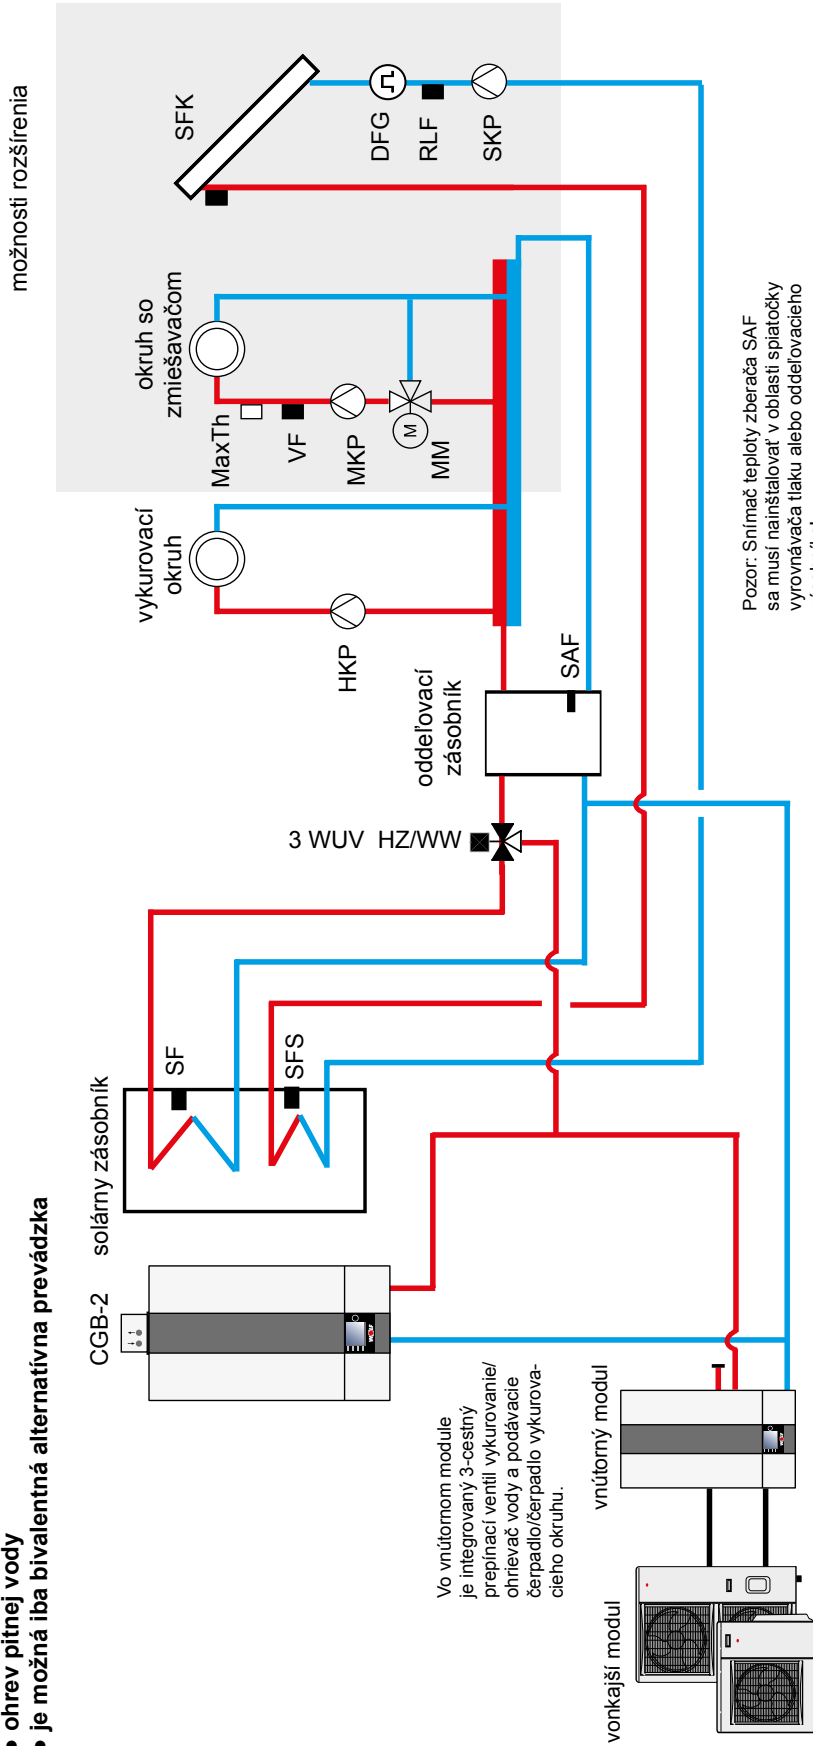 • ohrev pitnej vody
• je možná iba bivalentná alternatívna prevádzka
možnosti rozšírenia
SFK
DFG
RLF
SKP
okruh so
zmiešavačom
MaxTh
VF
MKP
M
MM
vykurovací
okruh
HKP
oddeľovací
zásobník
SAF
3 WUV HZ/WW
solárny zásobník
SF
SFS
CGB-2
WOLF
Vo vnútornom module
je integrovaný 3-cestný
prepínací ventil vykurovanie/
ohrievač vody a podávacie
čerpadlo/čerpadlo vykurova-
cieho okruhu.
vnútorný modul
vonkajší modul
Pozor: Snímač teploty zberača SAF
sa musí nainštalovať v oblasti spiatočky
vyrovnávača tlaku alebo oddeľovacieho